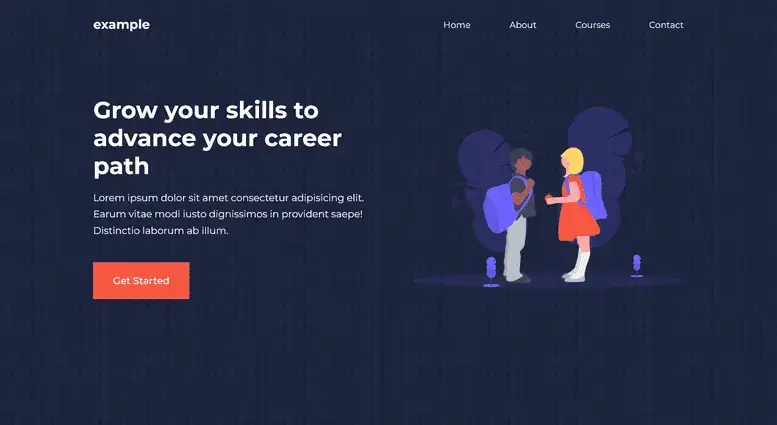 example
Home
About
Courses
Contact
Grow your skills to
advance your career
path
Lorem ipsum dolor sit amet consectetur adipisicing elit.
Earum vitae modi iusto dignissimos in provident saepe!
Distinctio laborum ab illum.
Get Started